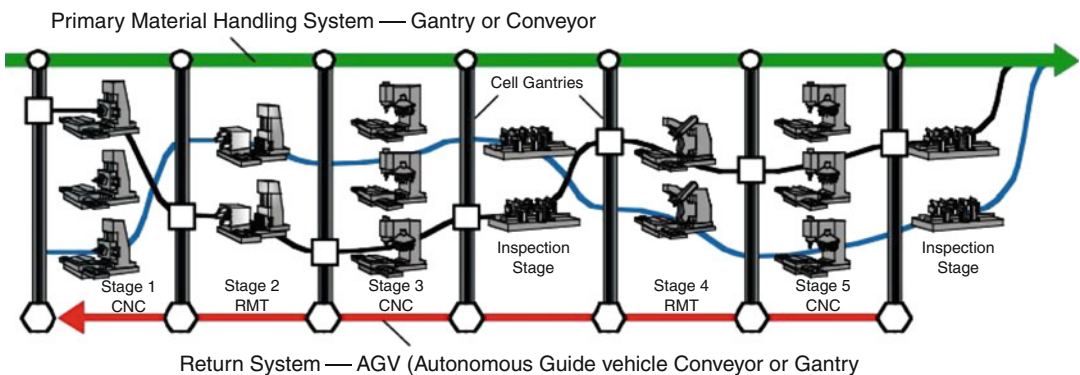 Primary Material Handling System — Gantry or Conveyor
Cell Gantries
Inspection
Stage
Inspection
Stage
Stage 1
CNC
Stage 2
RMT
Stage 3
CNC
Stage 4
RMT
Stage 5
CNC
Return System — AGV (Autonomous Guide vehicle Conveyor or Gantry